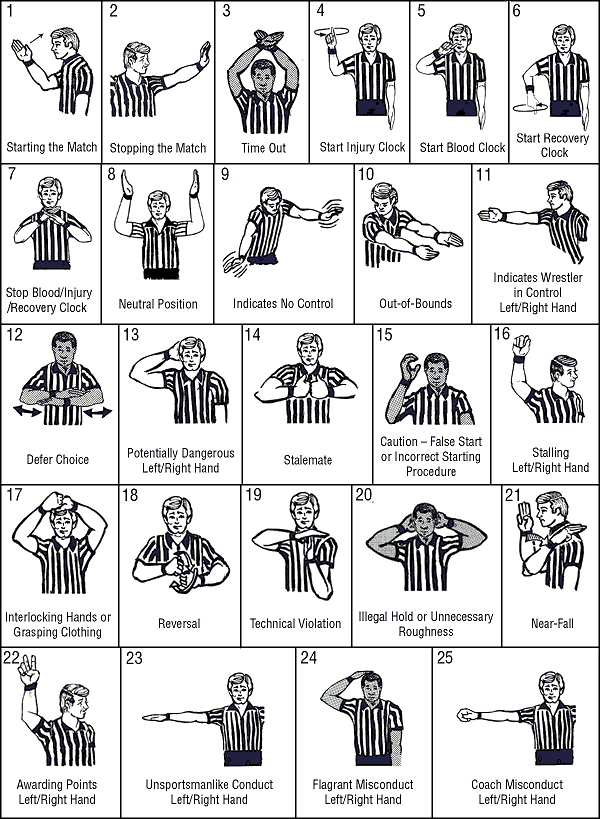 1
Starting the Match
2
Stopping the Match
3
Time Out
4
Start Injury Clock
5
Start Blood Clock
6
Start Recovery
Clock
7
Stop Blood/Injury
/Recovery Clock
8
Neutral Position
9
Indicates No Control
10
Out-of-Bounds
11
Indicates Wrestler
in Control
Left/Right Hand
12
Defer Choice
13
Potentially Dangerous
Left/Right Hand
14
Stalemate
15
Caution – False Start
or Incorrect Starting
Procedure
16
Stalling
Left/Right Hand
17
Interlocking Hands or
Grasping Clothing
18
Reversal
19
Technical Violation
20
Illegal Hold or Unnecessary
Roughness
21
Near-Fall
22
Awarding Points
Left/Right Hand
23
Unsportsmanlike Conduct
Left/Right Hand
24
Flagrant Misconduct
Left/Right Hand
25
Coach Misconduct
Left/Right Hand